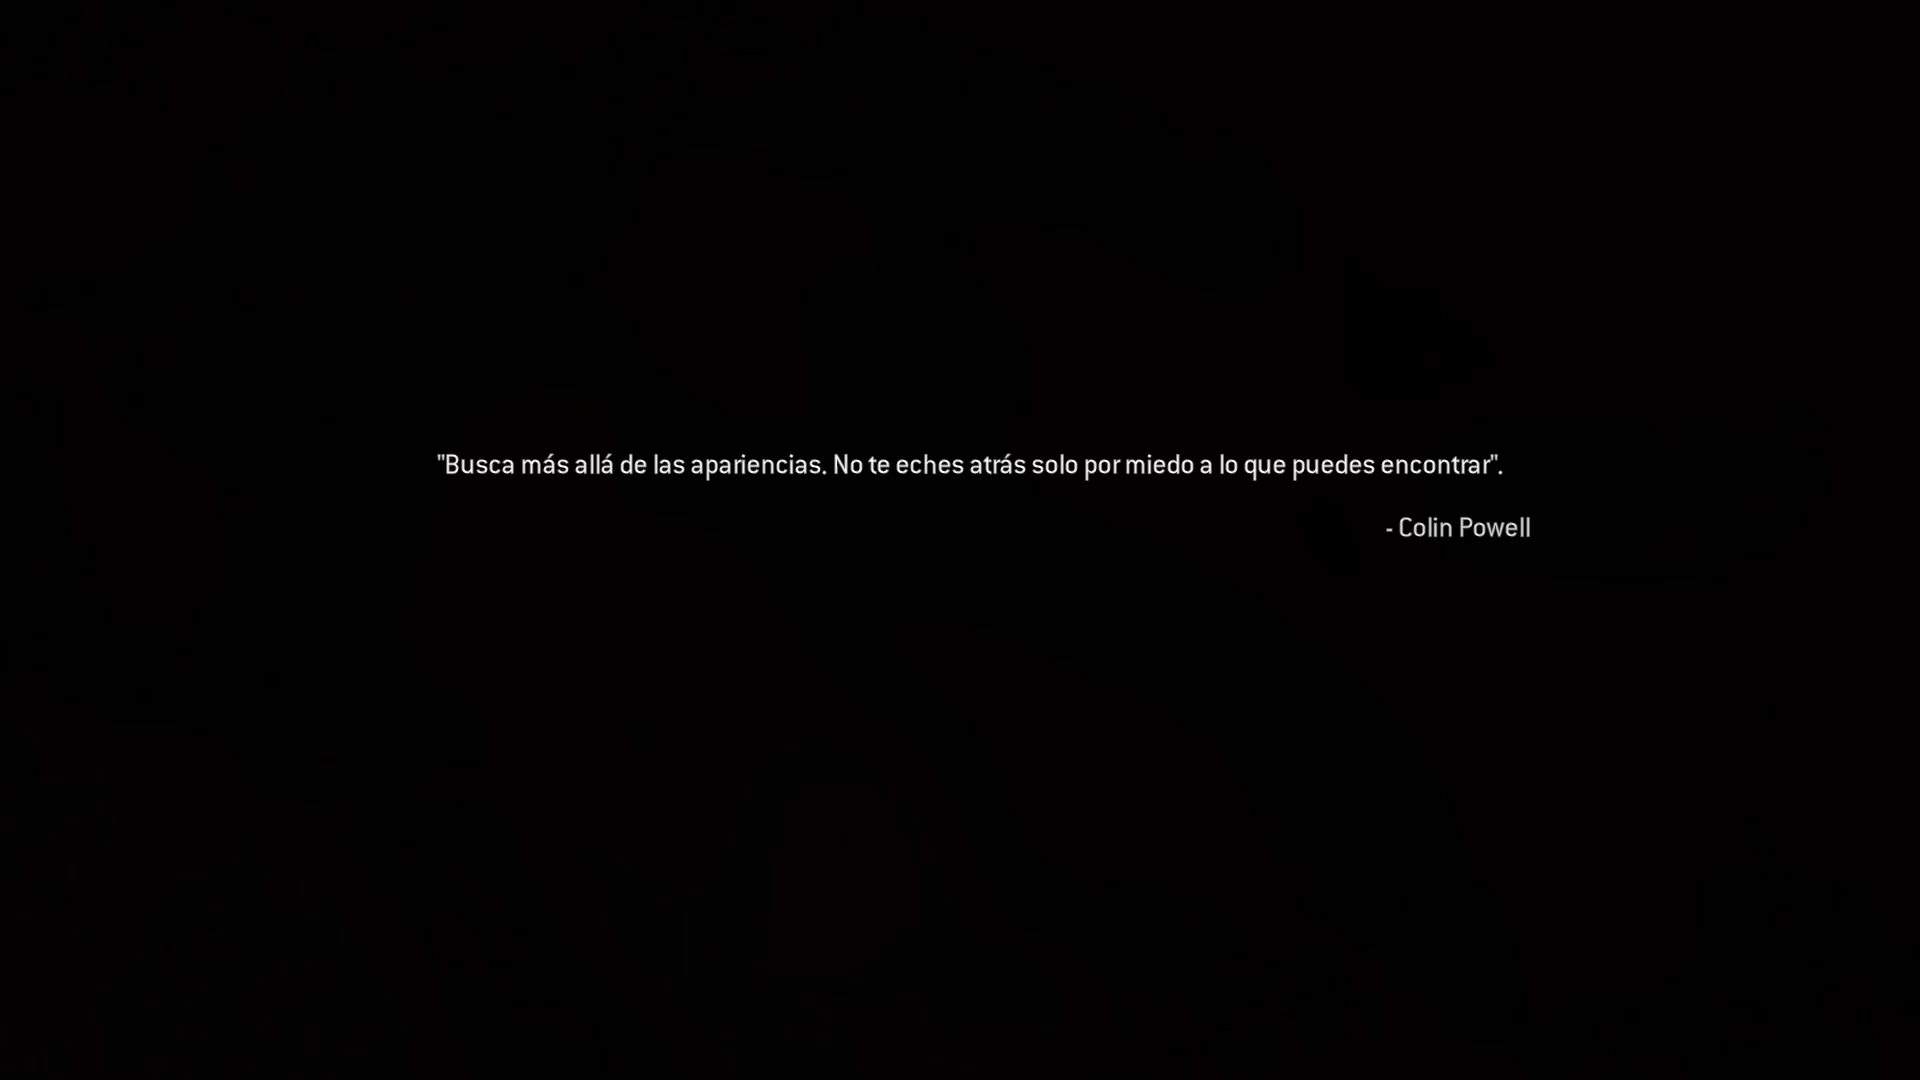 "Busca más allá de las apariencias. No te eches atrás solo por miedo a lo que puedes encontrar".
- Colin Powell